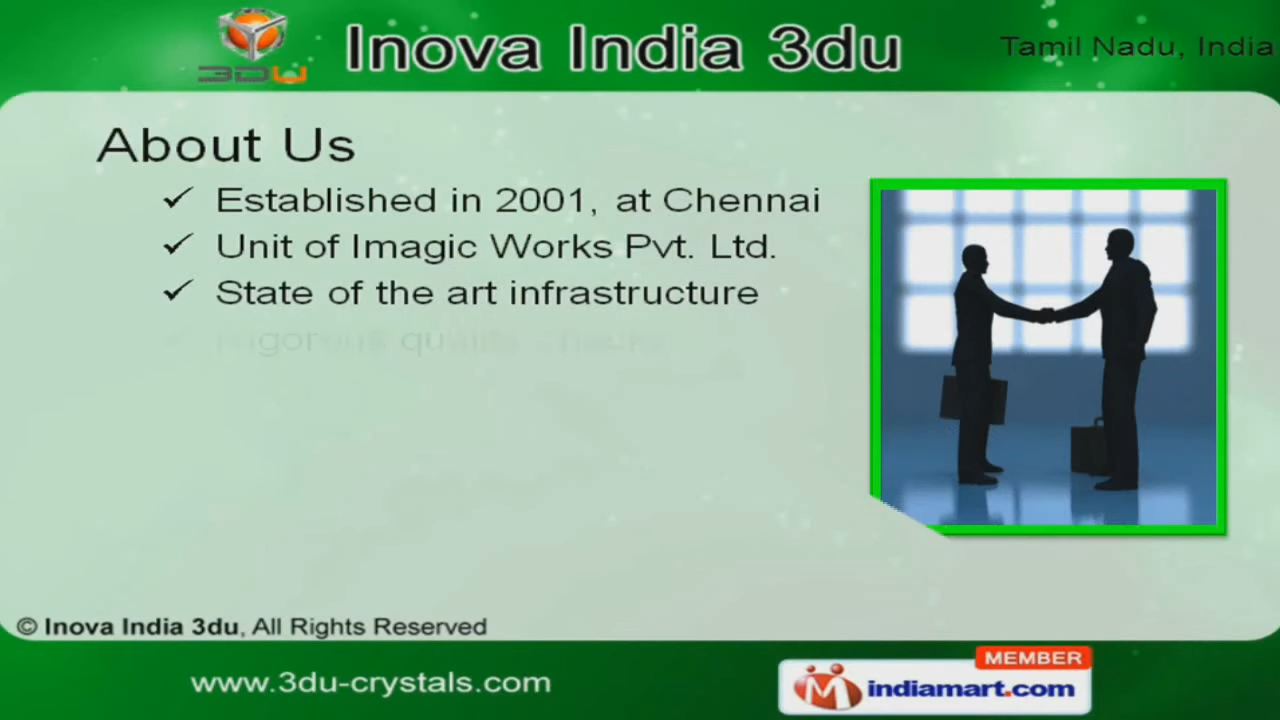 3DU
Inova India 3du
Tamil Nadu, India
About Us
✓ Established in 2001, at Chennai
✓ Unit of Imagic Works Pvt. Ltd.
✓ State of the art infrastructure
quality
© Inova India 3du, All Rights Reserved
www.3du-crystals.com
MEMBER
indiamart.com